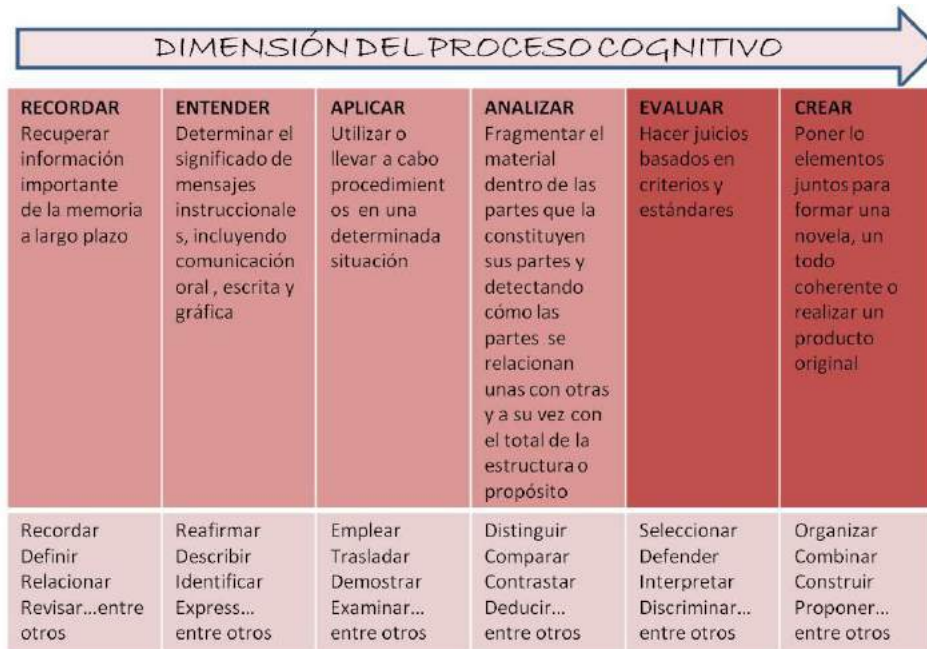 DIMENSIÓN DEL PROCESO COGNITIVO
RECORDAR
Recuperar
información
importante
de la memoria
a largo plazo
ENTENDER
Determinar el
significado de
mensajes
instruccionale
s, incluyendo
comunicación
oral , escrita y
gráfica
APLICAR
Utilizar o
llevar a cabo
procedimient
os en una
determinada
situación
ANALIZAR
Fragmentar el
material
dentro de las
partes que la
constituyen
sus partes y
detectando
cómo las
partes se
relacionan
unas con otras
y a su vez con
el total de la
estructura o
propósito
EVALUAR
Hacer juicios
basados en
criterios y
estándares
CREAR
Poner lo
elementos
juntos para
formar una
novela, un
todo
coherente o
realizar un
producto
original
Recordar
Definir
Relacionar
Revisar...entre
otros
Reafirmar
Describir
Identificar
Express...
entre otros
Emplear
Trasladar
Demostrar
Examinar...
entre otros
Distinguir
Comparar
Contrastar
Deducir...
entre otros
Seleccionar
Defender
Interpretar
Discriminar...
entre otros
Organizar
Combinar
Construir
Proponer...
entre otros